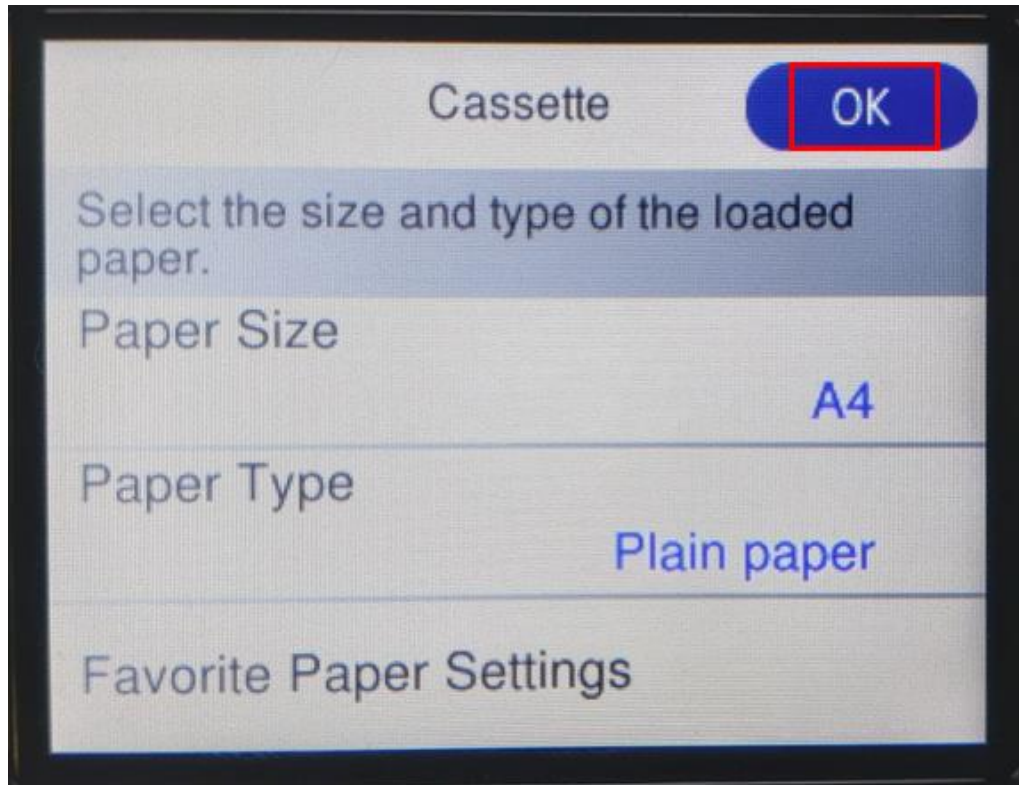 Cassette
OK
Select the size and type of the loaded
paper.
Paper Size
A4
Paper Type
Plain paper
Favorite Paper Settings